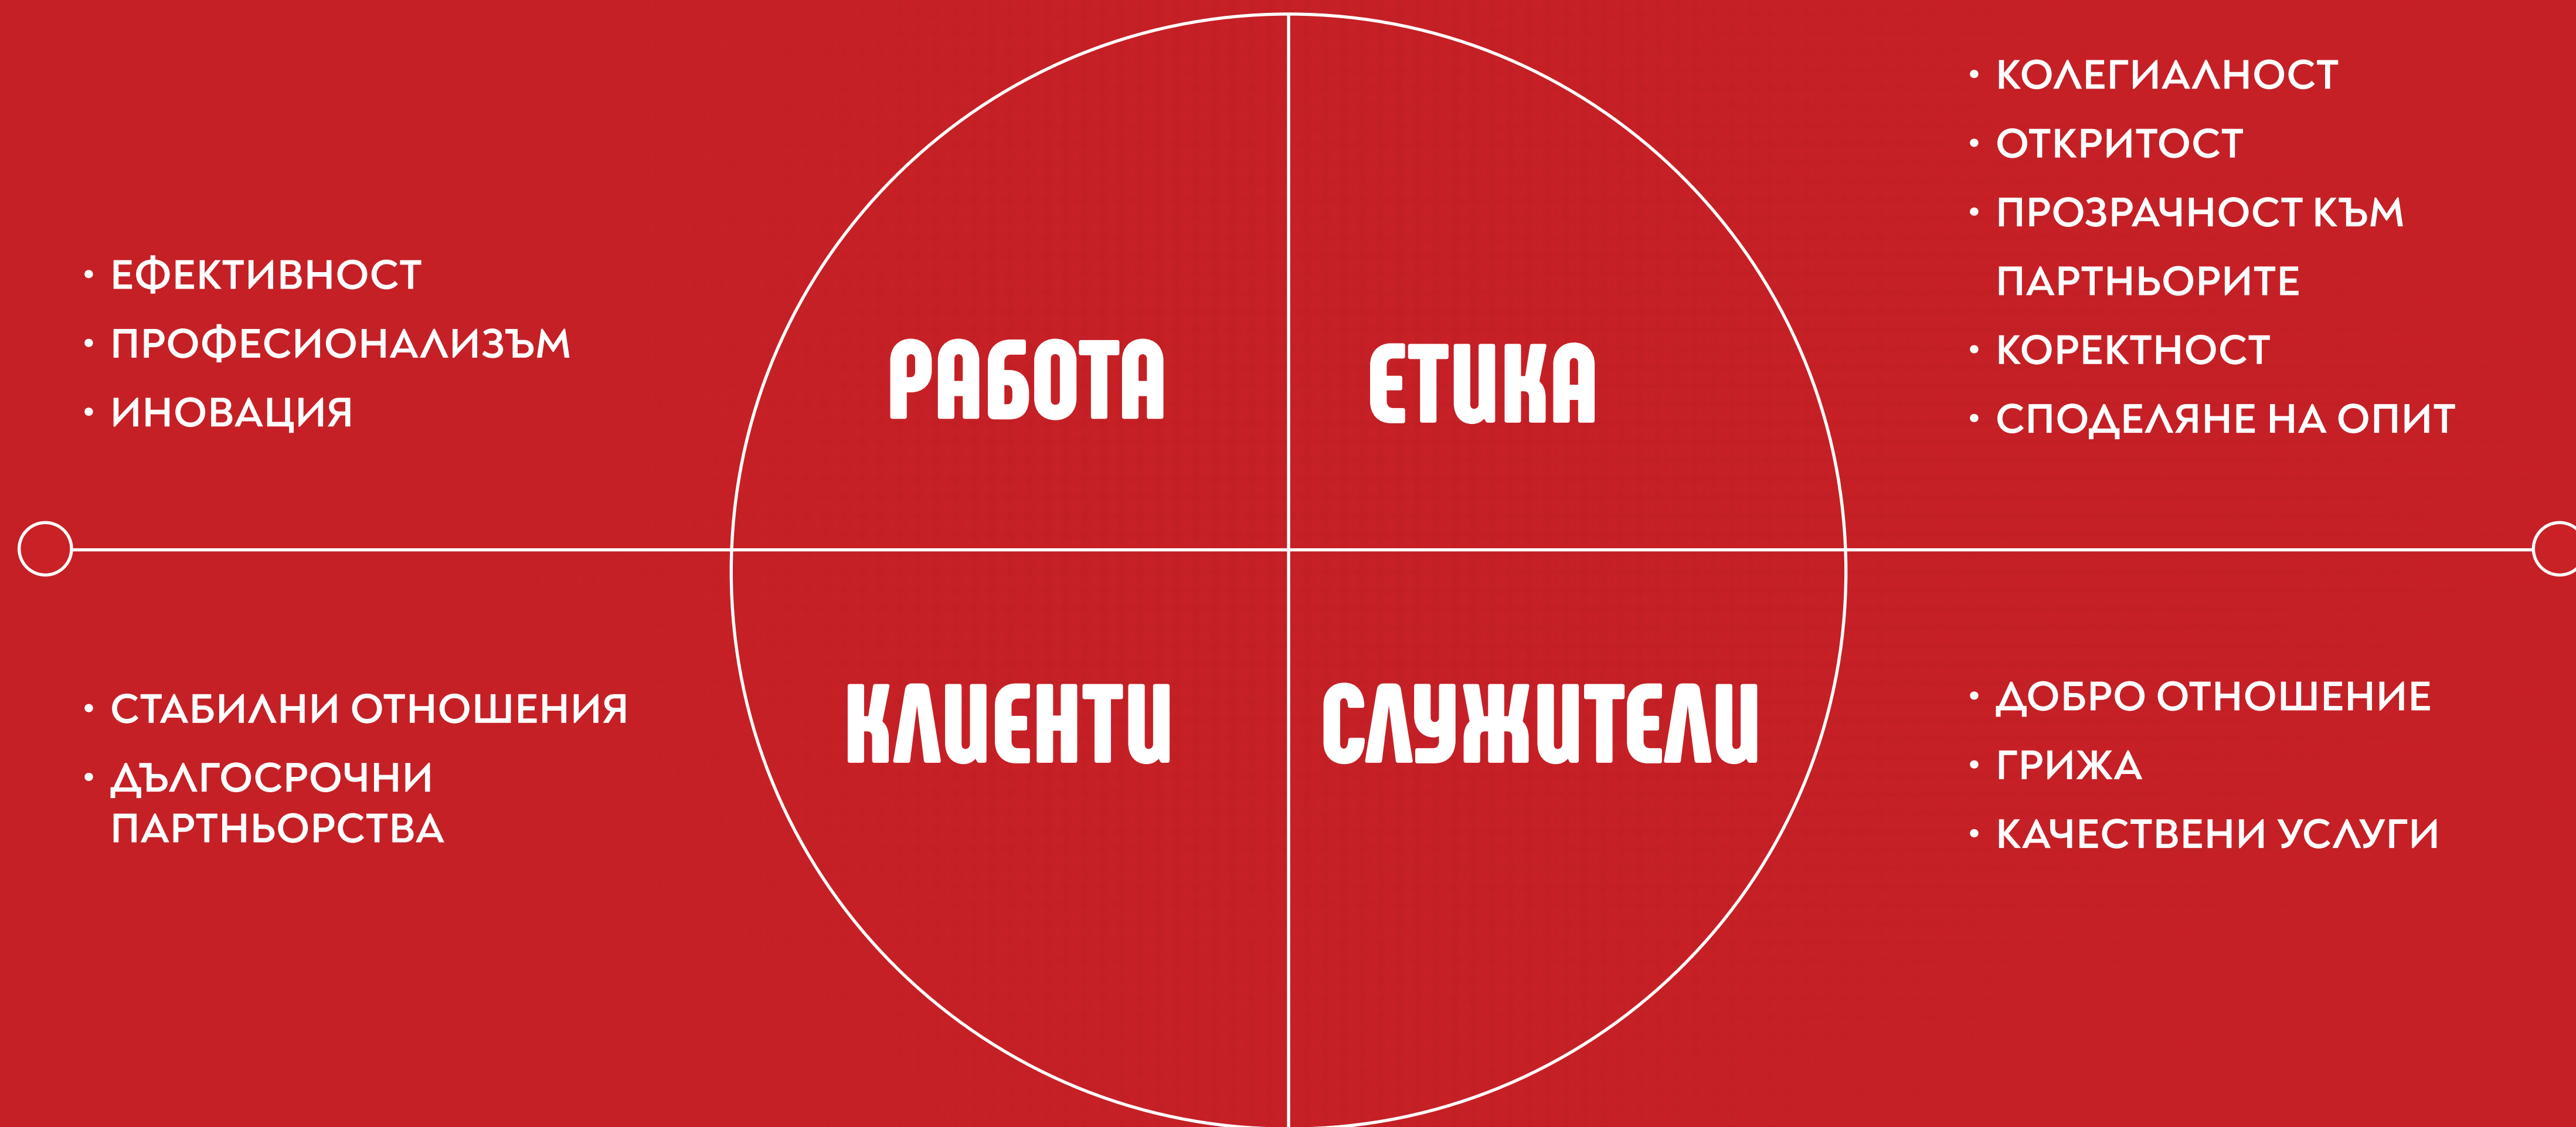 • ЕФЕКТИВНОСТ
• ПРОФЕСИОНАЛИЗЪМ
• ИНОВАЦИЯ
РАБОТА
ЕТИКА
• КОЛЕГИАЛНОСТ
• ОТКРИТОСТ
• ПРОЗРАЧНОСТ КЪМ
ПАРТНЬОРИТЕ
• КОРЕКТНОСТ
• СПОДЕЛЯНЕ НА ОПИТ
• СТАБИЛНИ ОТНОШЕНИЯ
• ДЪЛГОСРОЧНИ
ПАРТНЬОРСТВА
КЛИЕНТИ
СЛУЖИТЕЛИ
• ДОБРО ОТНОШЕНИЕ
• ГРИЖА
• КАЧЕСТВЕНИ УСЛУГИ